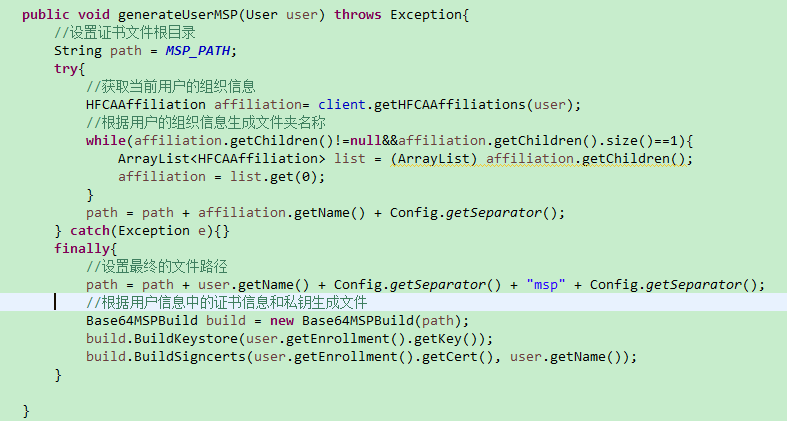 public void generateUserMSP(User user) throws Exception{
//设置证书文件根目录
String path = MSP_PATH;
try{
//获取当前用户的组织信息
HFCAAffiliation affiliation= client.getHFCAAffiliations(user);
//根据用户的组织信息生成文件夹名称
while(affiliation.getChildren()!=null&&affiliation.getChildren().size()==1){
ArrayList<HFCAAffiliation> list = (ArrayList) affiliation.getChildren();
affiliation = list.get(0);
}
path = path + affiliation.getName() + Config.getSeparator();
} catch(Exception e){}
finally{
//设置最终的文件路径
path = path + user.getName() + Config.getSeparator() + "msp" + Config.getSeparator();
//根据用户信息中的证书信息和私钥生成文件
Base64MSPBuild build = new Base64MSPBuild(path);
build.BuildKeystore(user.getEnrollment().getKey());
build.BuildSigncerts(user.getEnrollment().getCert(), user.getName());
}
}